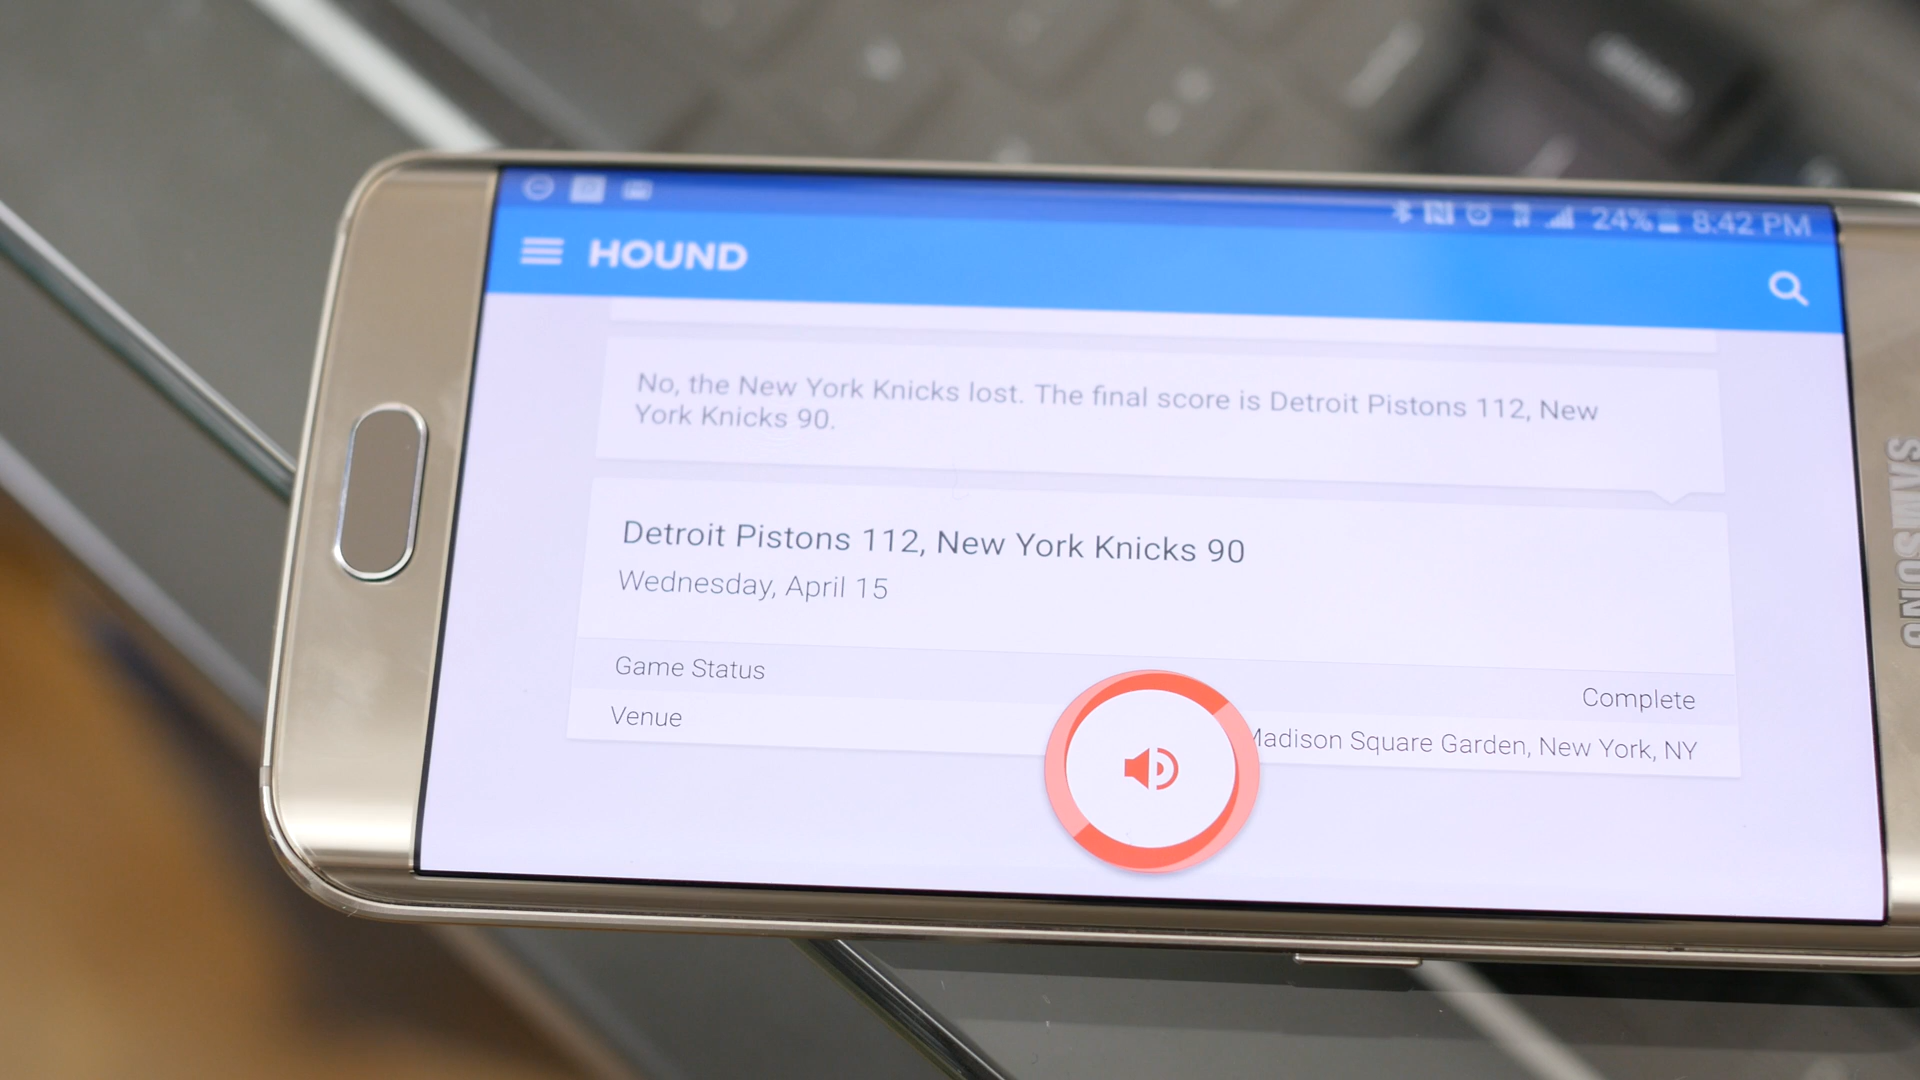 24% 8:42 PM
HOUND
No, the New York Knicks lost. The final score is Detroit Pistons 112, New
York Knicks 90.
Detroit Pistons 112, New York Knicks 90
Wednesday, April 15
Game Status Complete
Venue Madison Square Garden, New York, NY
SAMSUNG